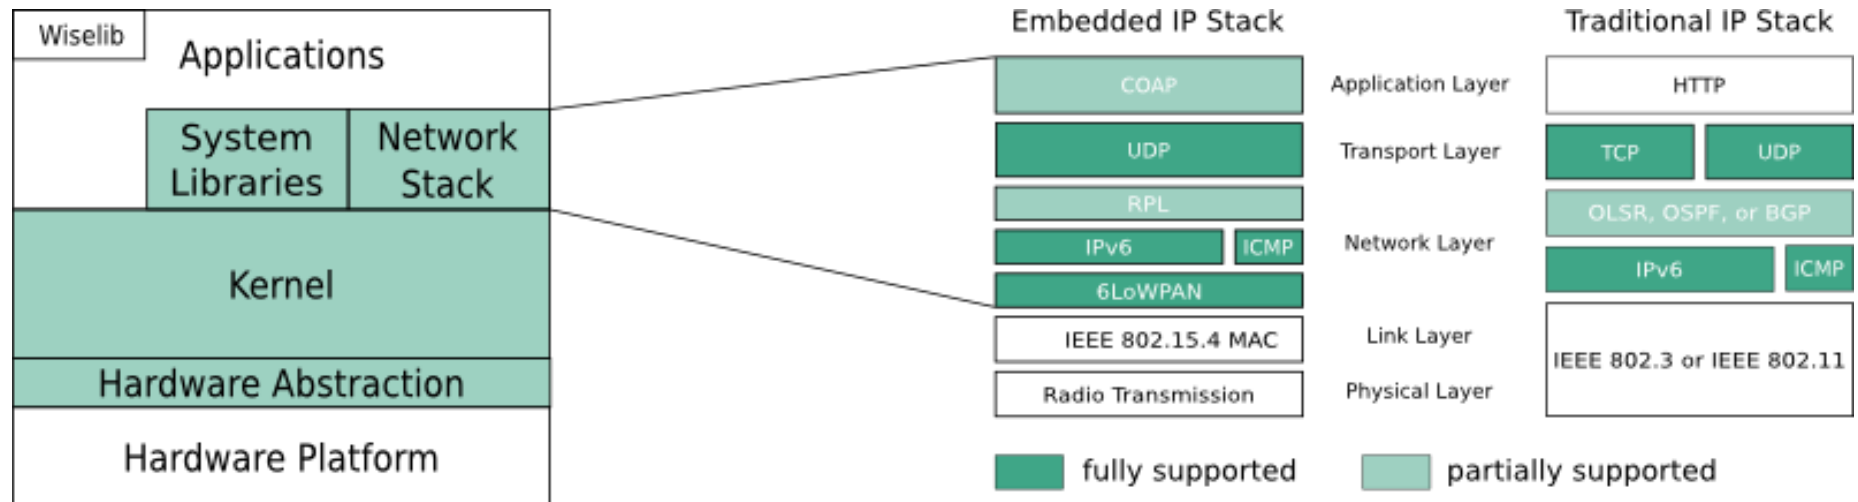 Wiselib
Applications
System
Libraries
Network
Stack
Kernel
Hardware Abstraction
Hardware Platform
Embedded IP Stack
Traditional IP Stack
COAP
Application Layer
HTTP
UDP
Transport Layer
TCP
UDP
RPL
OLSR, OSPF, or BGP
IPv6
ICMP
Network Layer
IPv6
ICMP
6LoWPAN
IEEE 802.15.4 MAC
Link Layer
IEEE 802.3 or IEEE 802.11
Radio Transmission
Physical Layer
fully supported
partially supported